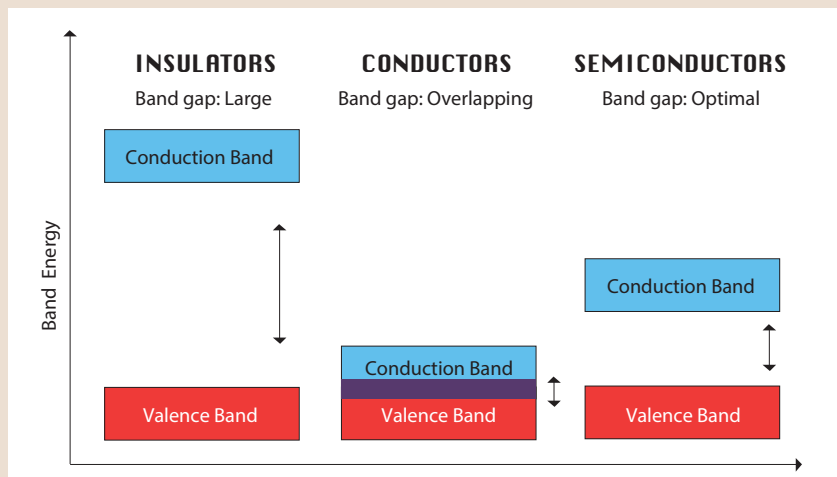 INSULATORS
Band gap: Large
CONDUCTORS
Band gap: Overlapping
SEMICONDUCTORS
Band gap: Optimal
Conduction Band
Valence Band
Conduction Band
Valence Band
Conduction Band
Valence Band
Band Energy